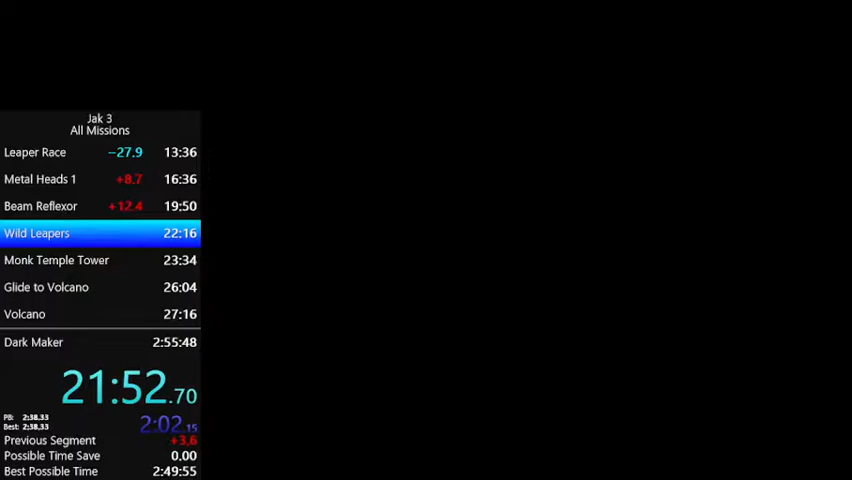 Jak 3
All Missions
Leaper Race −27.9 13:36
Metal Heads 1 +8.7 16:36
Beam Reflexor +12.4 19:50
Wild Leapers 22:16
Monk Temple Tower 23:34
Glide to Volcano 26:04
Volcano 27:16
Dark Maker 2:55:48
21:52.70
PB: 2:38.33 2:02.15
Best: 2:38.33
Previous Segment +3.6
Possible Time Save 0.00
Best Possible Time 2:49:55